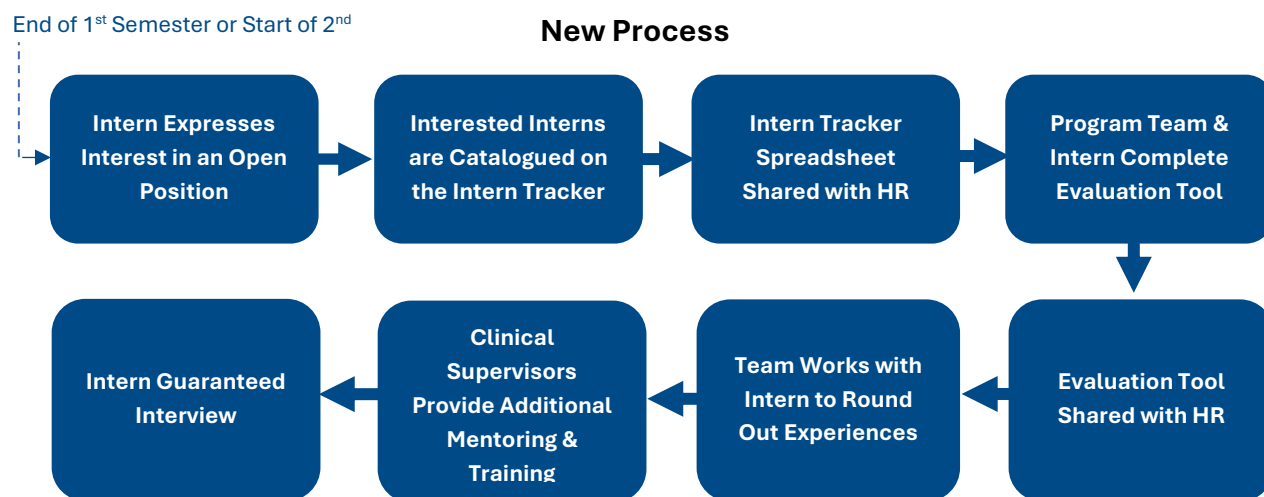 End of 1st Semester or Start of 2nd
New Process
Intern Expresses
Interest in an Open
Position
Interested Interns
are Catalogued on
the Intern Tracker
Intern Tracker
Spreadsheet
Shared with HR
Program Team &
Intern Complete
Evaluation Tool
Evaluation Tool
Shared with HR
Team Works with
Intern to Round
Out Experiences
Clinical
Supervisors
Provide Additional
Mentoring &
Training
Intern Guaranteed
Interview